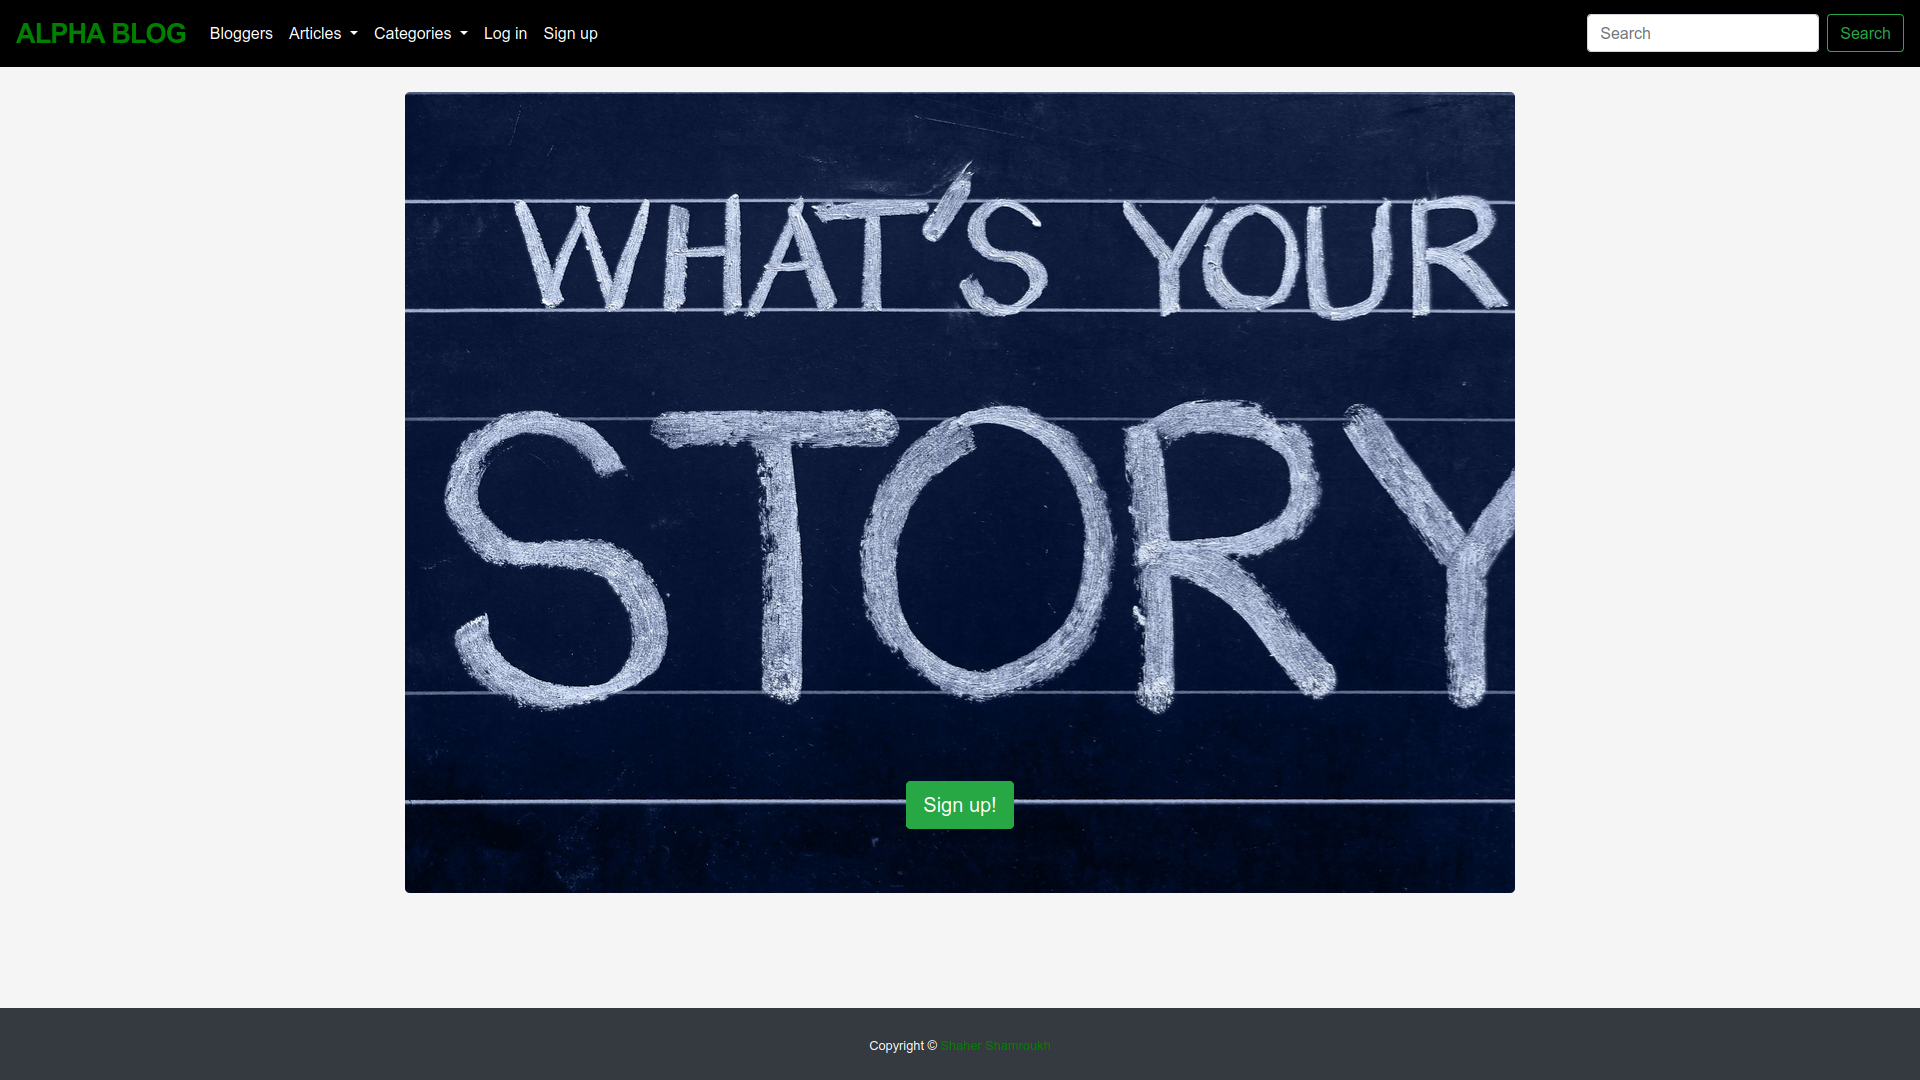 ALPHA BLOG Bloggers Articles Categories Log in Sign up Search Search
WHAT'S YOUR
STORY
Sign up!
Copyright © Shaher Shamroukh